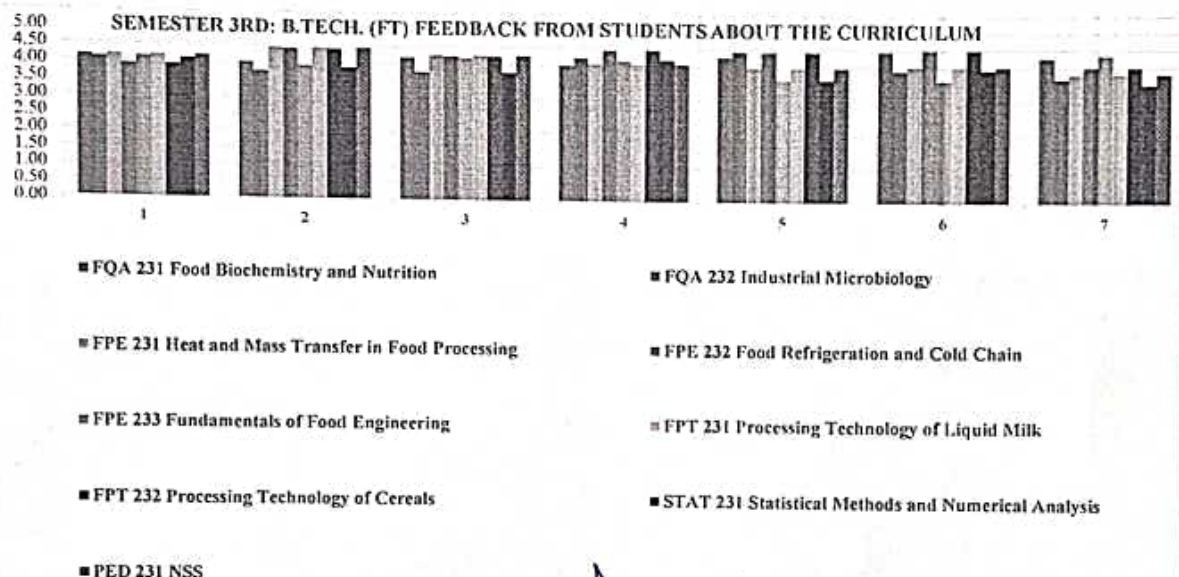 SEMESTER 3RD: B.TECH. (FT) FEEDBACK FROM STUDENTS ABOUT THE CURRICULUM
5.00
4.50
4.00
3.50
3.00
2.50
2.00
1.50
1.00
0.50
0.00
1 2 3 4 5 6 7
FQA 231 Food Biochemistry and Nutrition
FQA 232 Industrial Microbiology
FPE 231 Heat and Mass Transfer in Food Processing
FPE 232 Food Refrigeration and Cold Chain
FPE 233 Fundamentals of Food Engineering
FPT 231 Processing Technology of Liquid Milk
FPT 232 Processing Technology of Cereals
STAT 231 Statistical Methods and Numerical Analysis
PED 231 NSS